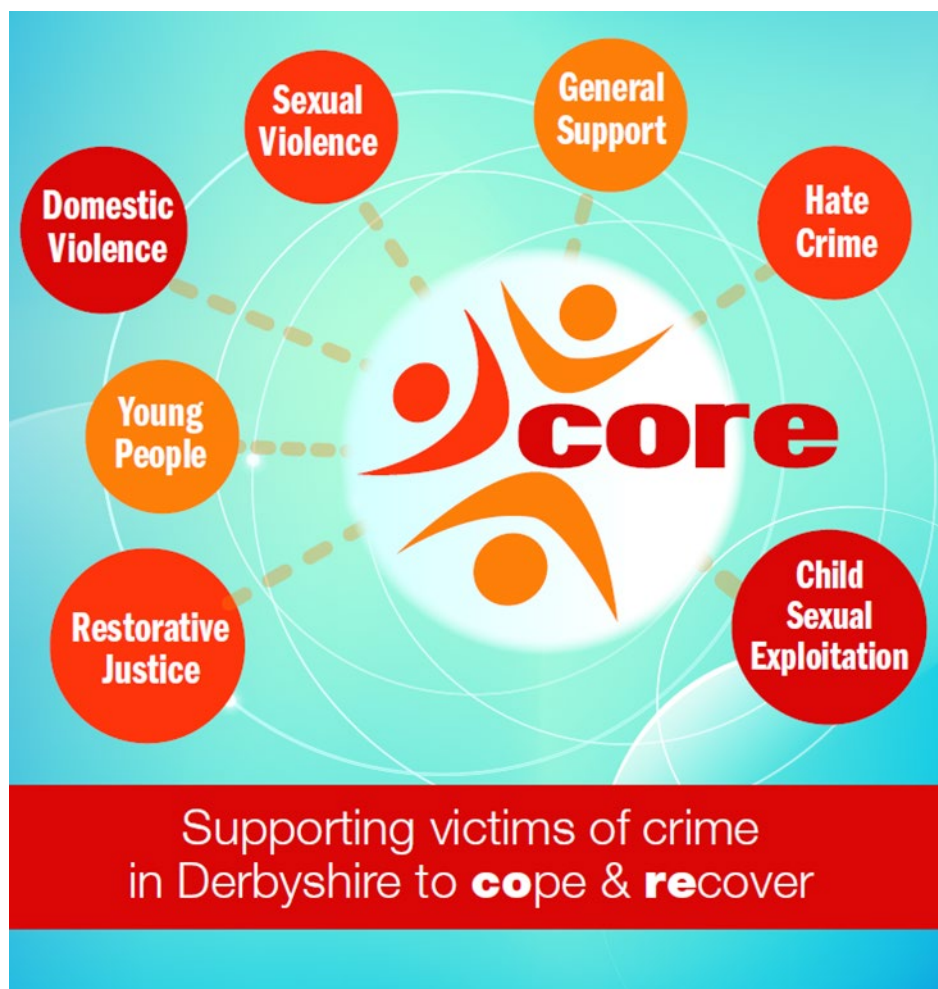 Sexual
Violence
General
Support
Domestic
Violence
Hate
Crime
Young
People
core
Restorative
Justice
Child
Sexual
Exploitation
Supporting victims of crime
in Derbyshire to cope & recover